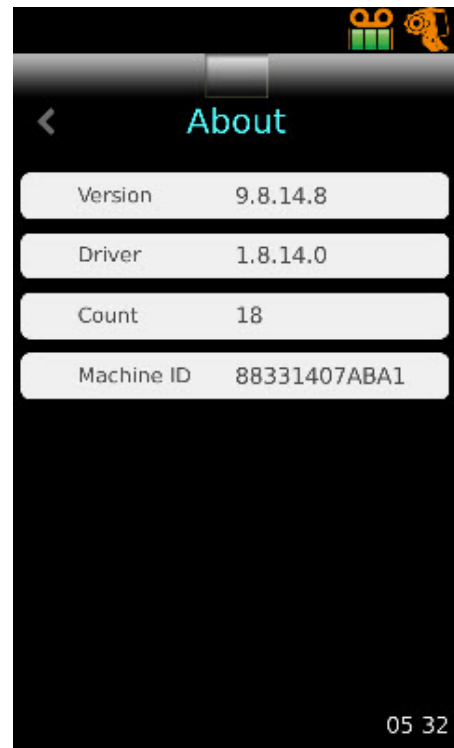 About
Version 9.8.14.8
Driver 1.8.14.0
Count 18
Machine ID 88331407ABA1
05 32